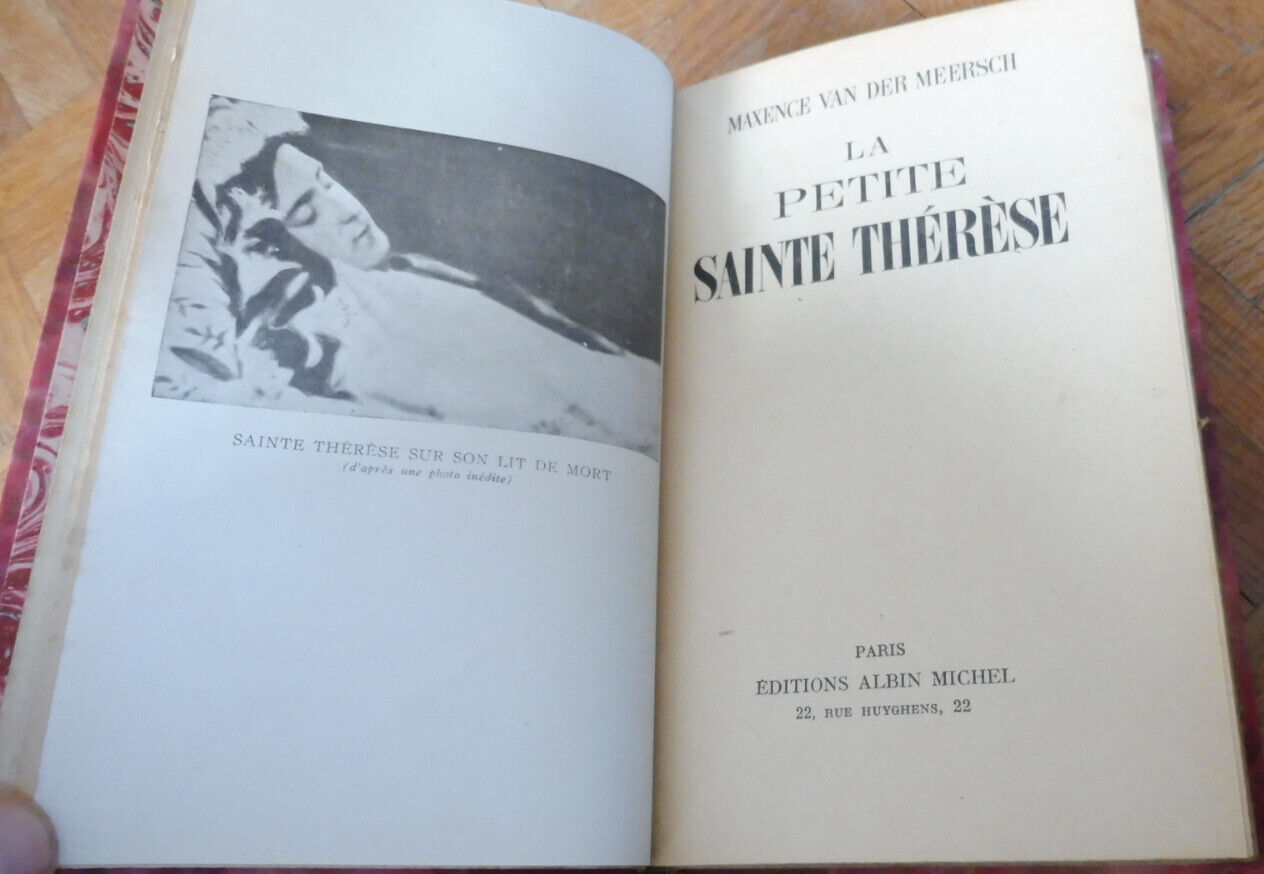 SAINTE THÉRÈSE SUR SON LIT DE MORT
(d'après une photo inédite)
MAXENCE VAN DER MEERSCH
LA
PETITE
SAINTE THÉRÈSE
PARIS
ÉDITIONS ALBIN MICHEL
22, RUE HUYGHENS, 22